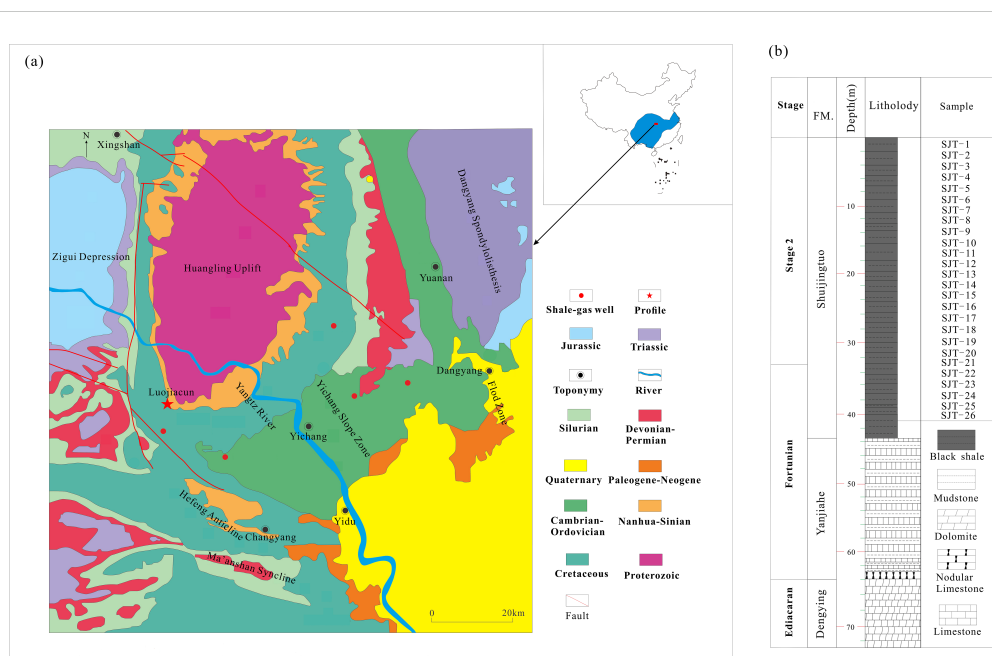 (a)
N
Xingshan
Zigui Depression
Huangling Uplift
Dangyang Spondylolisthesis
Yuanan
Dangyang
Flod Zone
Luojiacun
Yangtz River
Yichang Slope Zone
Yichang
Hefeng Anticline
Changyang
Yidu
Ma'anshan Syncline
0 20km
Shale-gas well Profile
Jurassic Triassic
Toponymy River
Silurian Devonian-
Permian
Quaternary Paleogene-Neogene
Cambrian-
Ordovician
Nanhua-Sinian
Cretaceous Proterozoic
Fault
(b)
Stage FM. Depth(m) Litholody Sample
Stage 2
Fortunian
Ediacaran
Shuijingtuo
Yanjiahe
Dengying
10
20
30
40
50
60
70
SJT-1
SJT-2
SJT-3
SJT-4
SJT-5
SJT-6
SJT-7
SJT-8
SJT-9
SJT-10
SJT-11
SJT-12
SJT-13
SJT-14
SJT-15
SJT-16
SJT-17
SJT-18
SJT-19
SJT-20
SJT-21
SJT-22
SJT-23
SJT-24
SJT-25
SJT-26
Black shale
Mudstone
Dolomite
Nodular
Limestone
Limestone